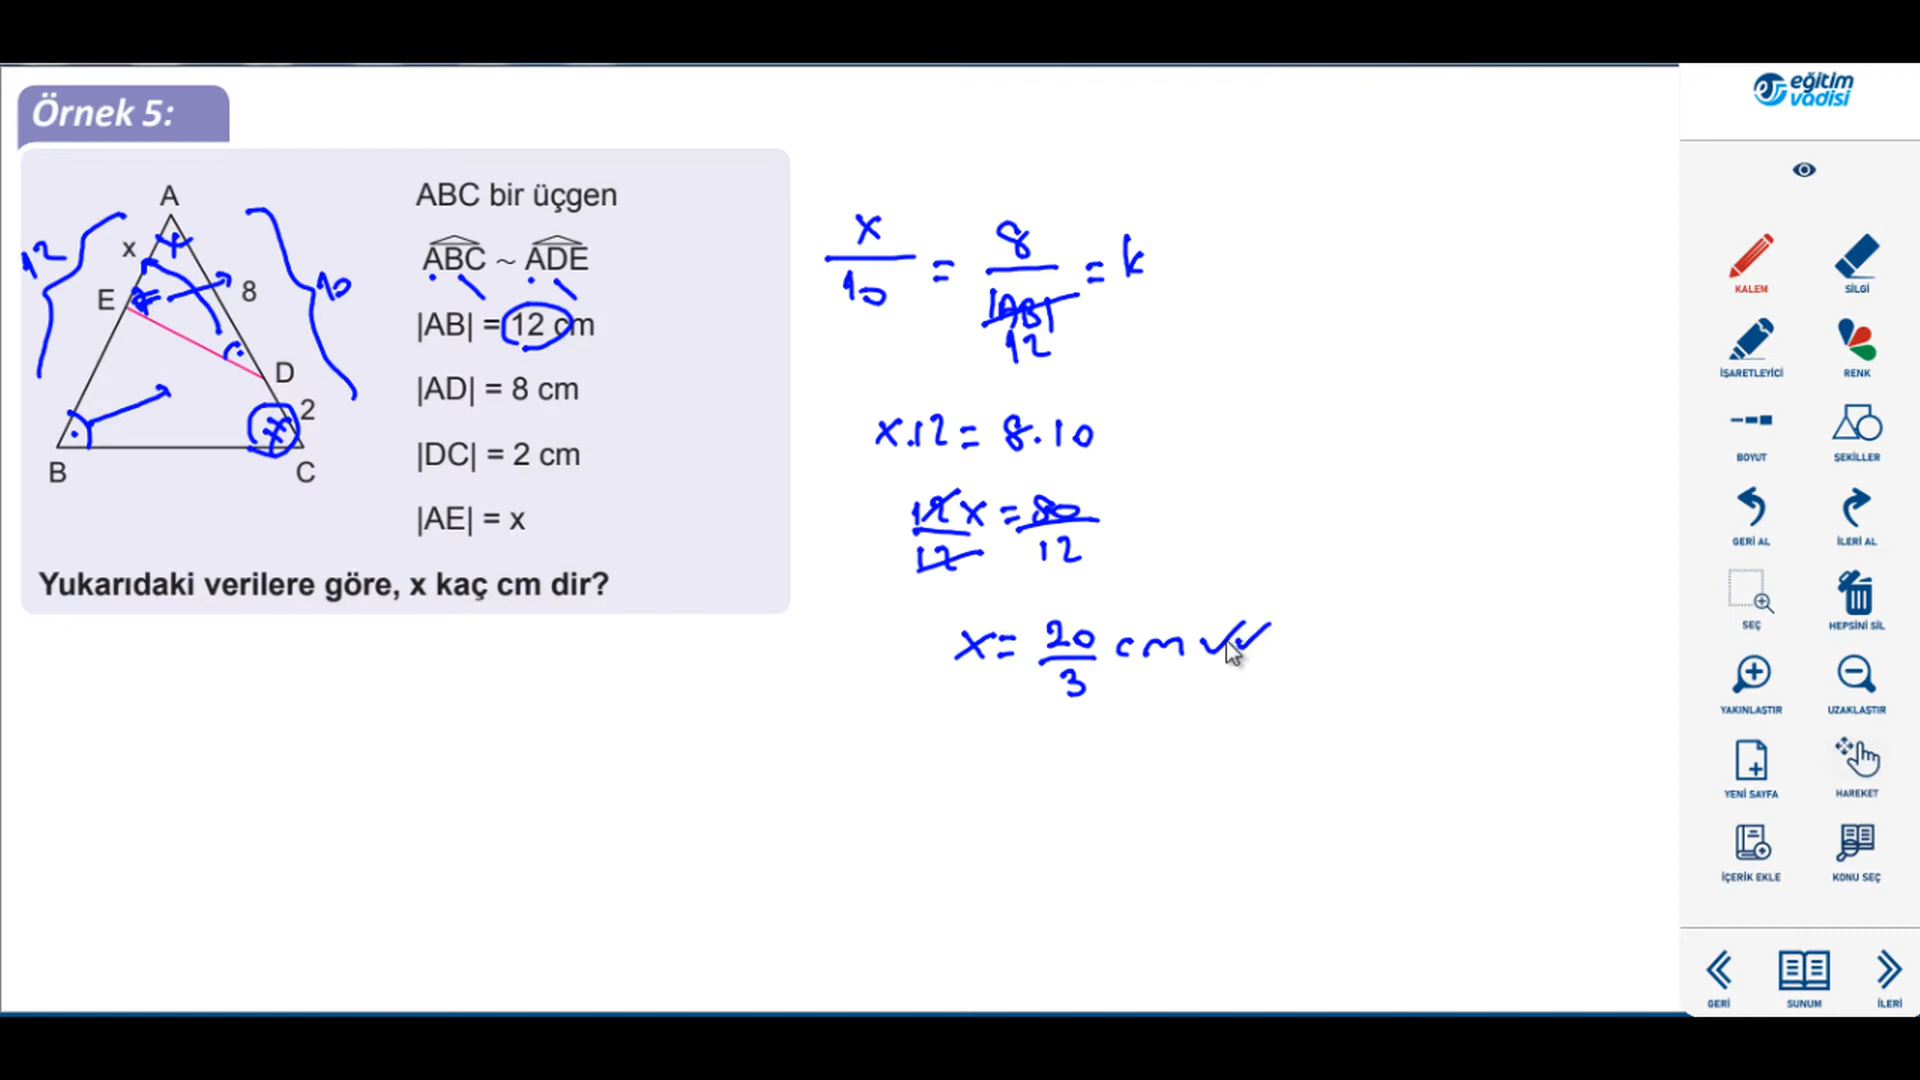 Örnek 5:
A
x
12
E
8
10
D
2
B
C
ABC bir üçgen
ABC ~ ADE
|AB| = 12 cm
|AD| = 8 cm
|DC| = 2 cm
|AE| = x
Yukarıdaki verilere göre, x kaç cm dir?
x/10 = 8/|AB| = k
12
x.12 = 8.10
12x/12 = 80/12
x = 20/3 cm
eğitim
vadisi
KALEM
SİLGİ
İŞARETLEYİCİ
RENK
BOYUT
ŞEKİLLER
GERİ AL
İLERİ AL
SEÇ
HEPSİNİ SİL
YAKINLAŞTIR
UZAKLAŞTIR
YENİ SAYFA
HAREKET
İÇERİK EKLE
KONU SEÇ
GERİ
SUNUM
İLERİ